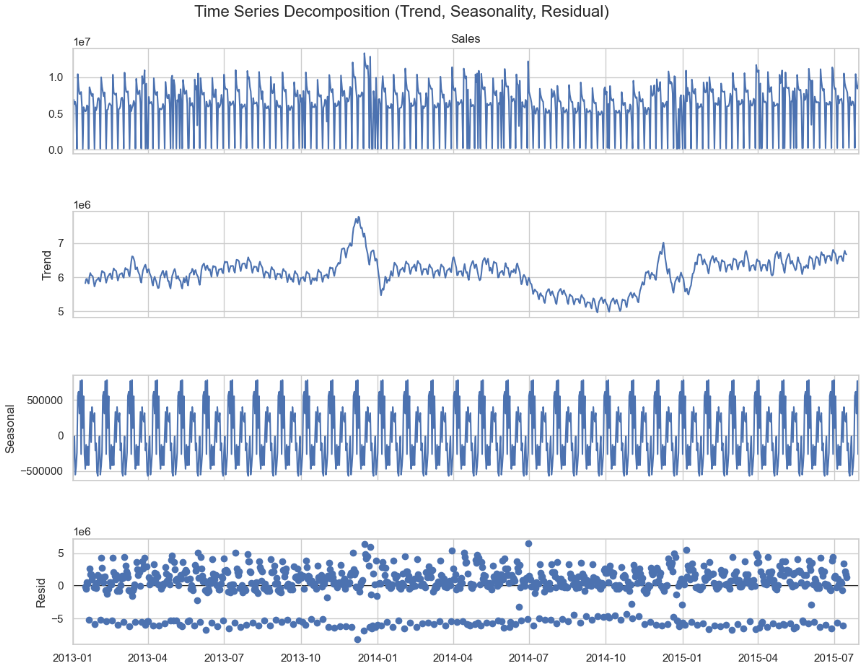 Time Series Decomposition (Trend, Seasonality, Residual)
Sales
1e7
1.0
0.5
0.0
1e6
Trend
7
6
5
Seasonal
500000
0
−500000
1e6
Resid
5
0
−5
2013-01 2013-04 2013-07 2013-10 2014-01 2014-04 2014-07 2014-10 2015-01 2015-04 2015-07